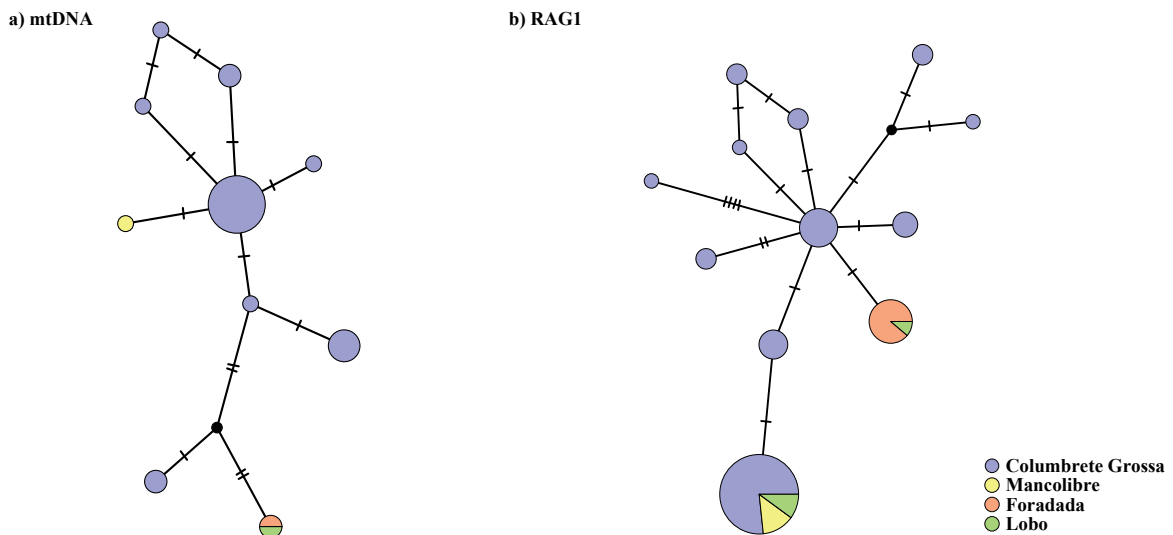 a) mtDNA
b) RAG1
Columbrete Grossa
Mancolibre
Foradada
Lobo